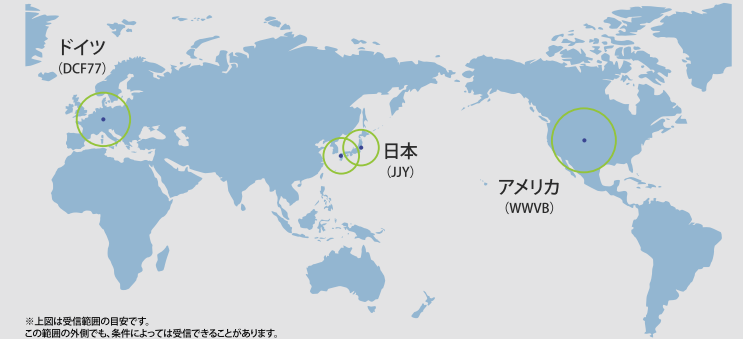 ドイツ
（DCF77）
日本
（JJY）
アメリカ
（WWVB）
※上図は受信範囲の目安です。
この範囲の外側でも、条件によっては受信できることがあります。